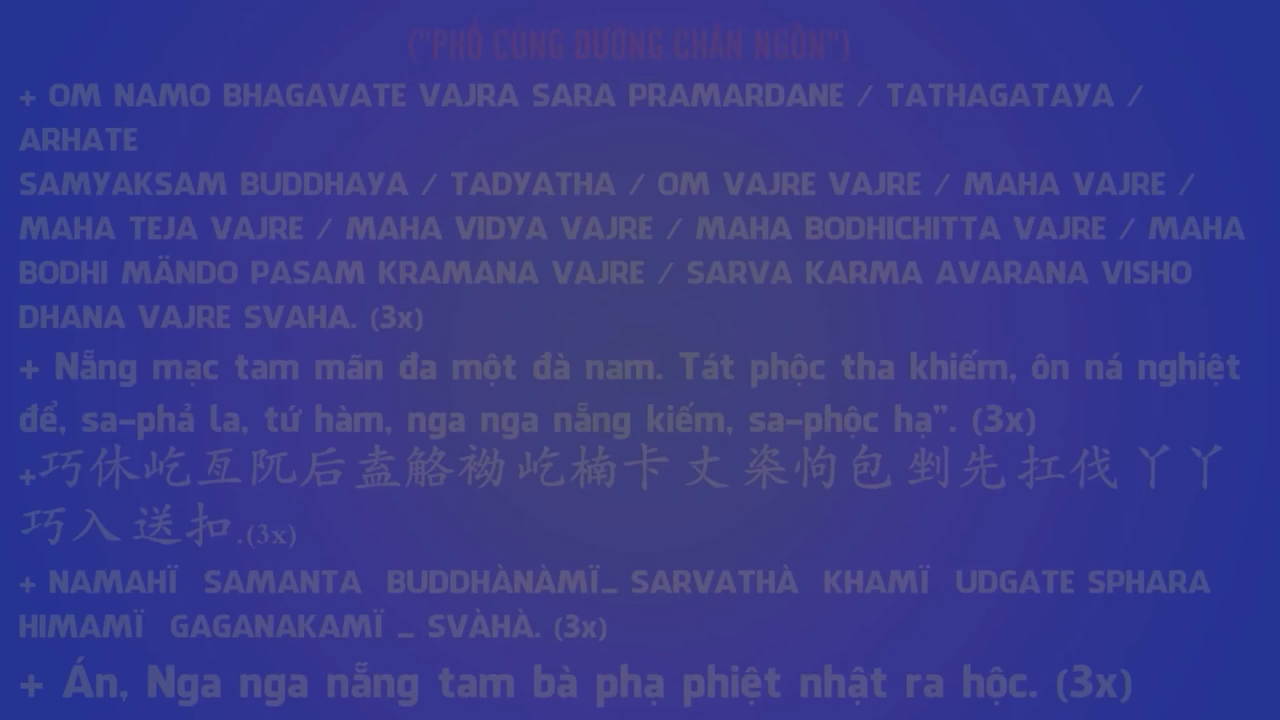 ("PHỔ CÚNG DƯỜNG CHÂN NGÔN")
+ OM NAMO BHAGAVATE VAJRA SARA PRAMARDANE / TATHAGATAYA /
ARHATE
SAMYAKSAM BUDDHAYA / TADYATHA / OM VAJRE VAJRE / MAHA VAJRE /
MAHA TEJA VAJRE / MAHA VIDYA VAJRE / MAHA BODHICHITTA VAJRE / MAHA
BODHI MÄNDO PASAM KRAMANA VAJRE / SARVA KARMA AVARANA VISHO
DHANA VAJRE SVAHA. (3x)
+ Nẵng mạc tam mãn đa một đà nam. Tát phộc tha khiếm, ôn ná nghiệt
để, sa-phả la, tứ hàm, nga nga nẵng kiếm, sa-phộc hạ". (3x)
+巧休屹亙阢后盍觡袎屹楠卡丈栥怐包剉先扛伐丫丫
巧入送扣.(3x)
+ NAMAHÏ SAMANTA BUDDHÀNÀMÏ_ SARVATHÀ KHAMÏ UDGATE SPHARA
HIMAMÏ GAGANAKAMÏ _ SVÀHÀ. (3x)
+ Án, Nga nga nẵng tam bà phạ phiệt nhật ra hộc. (3x)